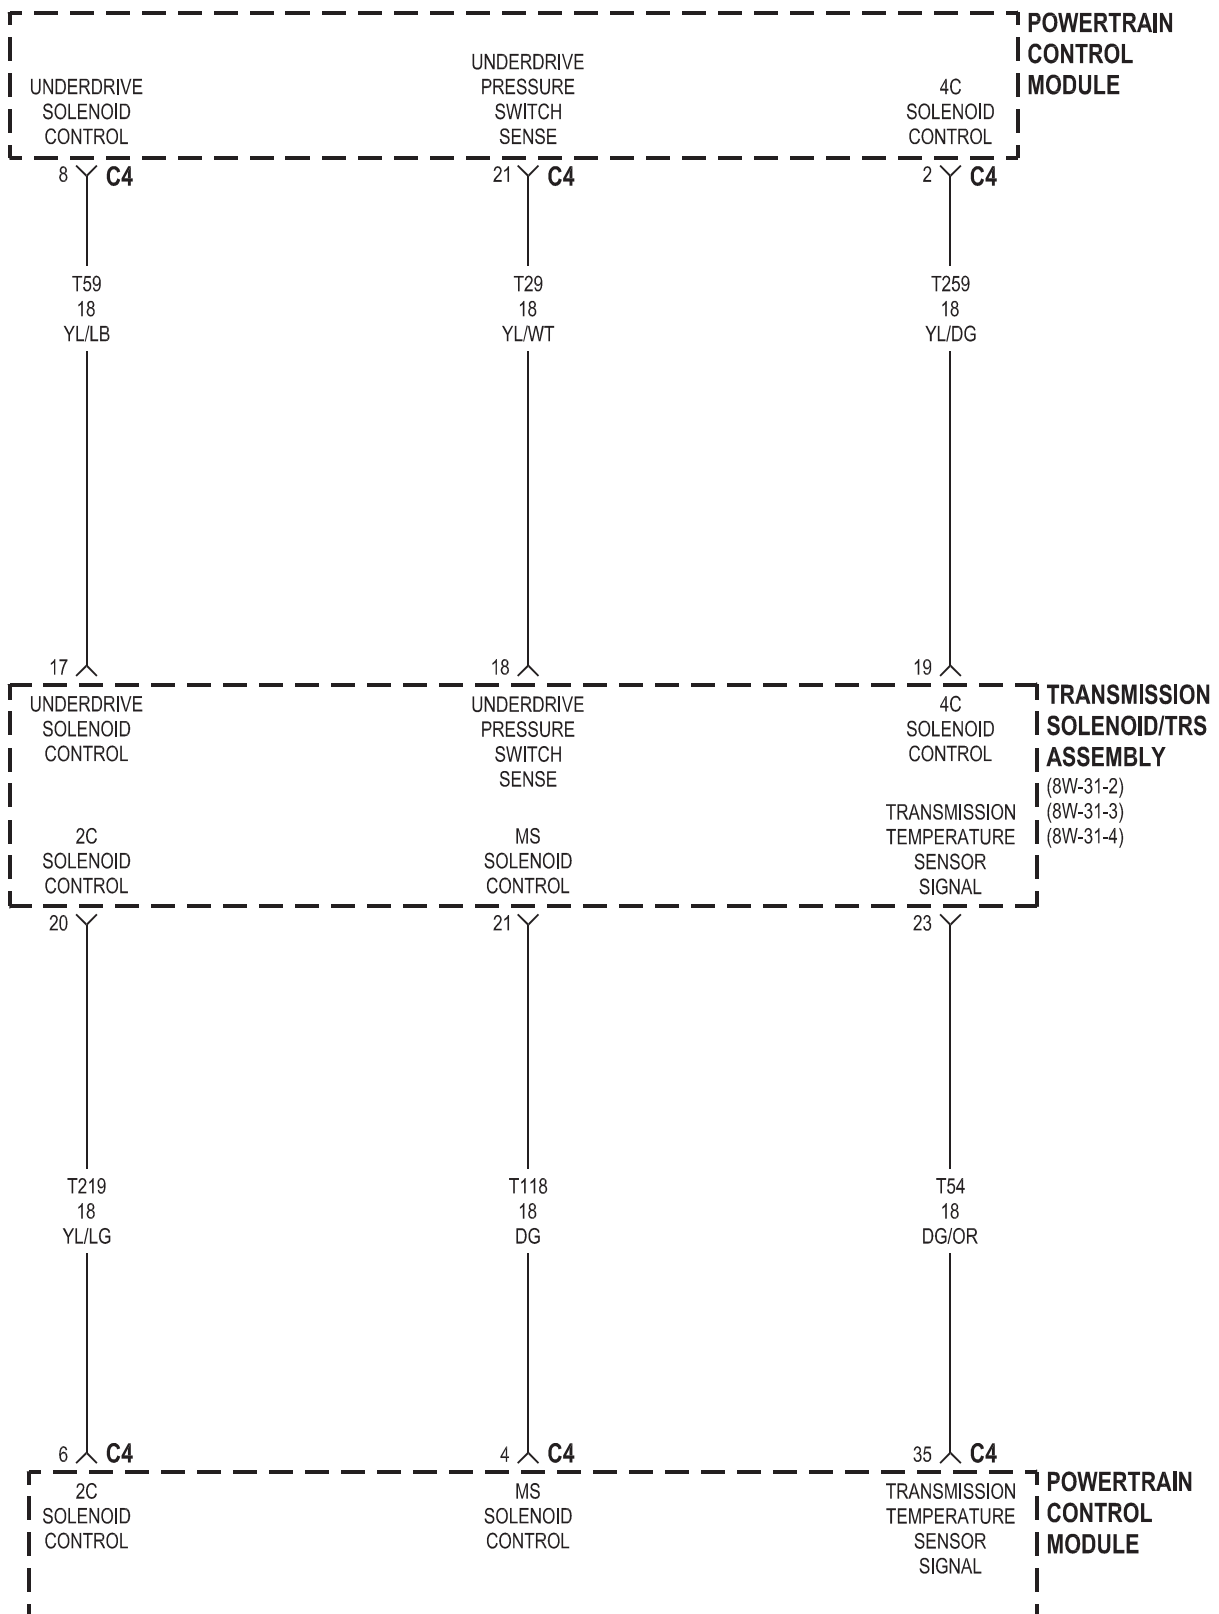 POWERTRAIN
CONTROL
MODULE
UNDERDRIVE
SOLENOID
CONTROL
UNDERDRIVE
PRESSURE
SWITCH
SENSE
4C
SOLENOID
CONTROL
8 C4
21 C4
2 C4
T59
18
YL/LB
T29
18
YL/WT
T259
18
YL/DG
17
18
19
UNDERDRIVE
SOLENOID
CONTROL
UNDERDRIVE
PRESSURE
SWITCH
SENSE
4C
SOLENOID
CONTROL
TRANSMISSION
SOLENOID/TRS
ASSEMBLY
(8W-31-2)
(8W-31-3)
(8W-31-4)
2C
SOLENOID
CONTROL
MS
SOLENOID
CONTROL
TRANSMISSION
TEMPERATURE
SENSOR
SIGNAL
20
21
23
T219
18
YL/LG
T118
18
DG
T54
18
DG/OR
6 C4
4 C4
35 C4
2C
SOLENOID
CONTROL
MS
SOLENOID
CONTROL
TRANSMISSION
TEMPERATURE
SENSOR
SIGNAL
POWERTRAIN
CONTROL
MODULE